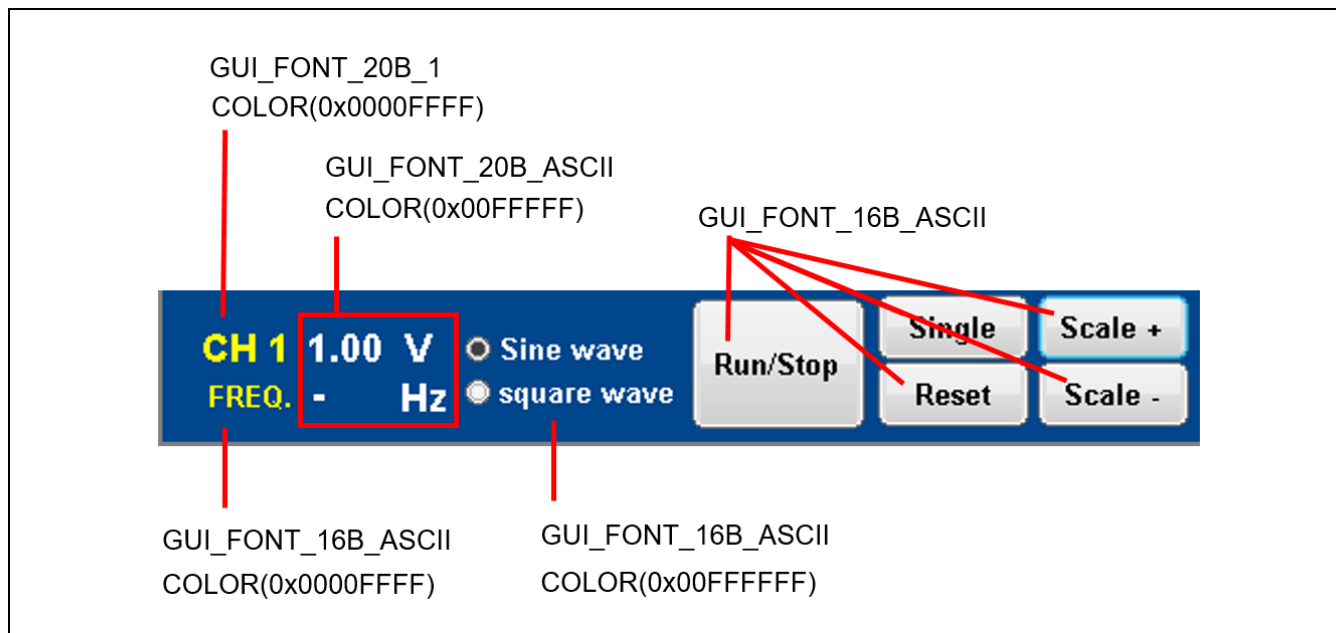 GUI_FONT_20B_1
COLOR(0x0000FFFF)
GUI_FONT_20B_ASCII
COLOR(0x00FFFFF)
GUI_FONT_16B_ASCII
CH 1 1.00 V
FREQ. - Hz
Sine wave
square wave
Run/Stop
Single
Scale +
Reset
Scale -
GUI_FONT_16B_ASCII
COLOR(0x0000FFFF)
GUI_FONT_16B_ASCII
COLOR(0x00FFFFFF)